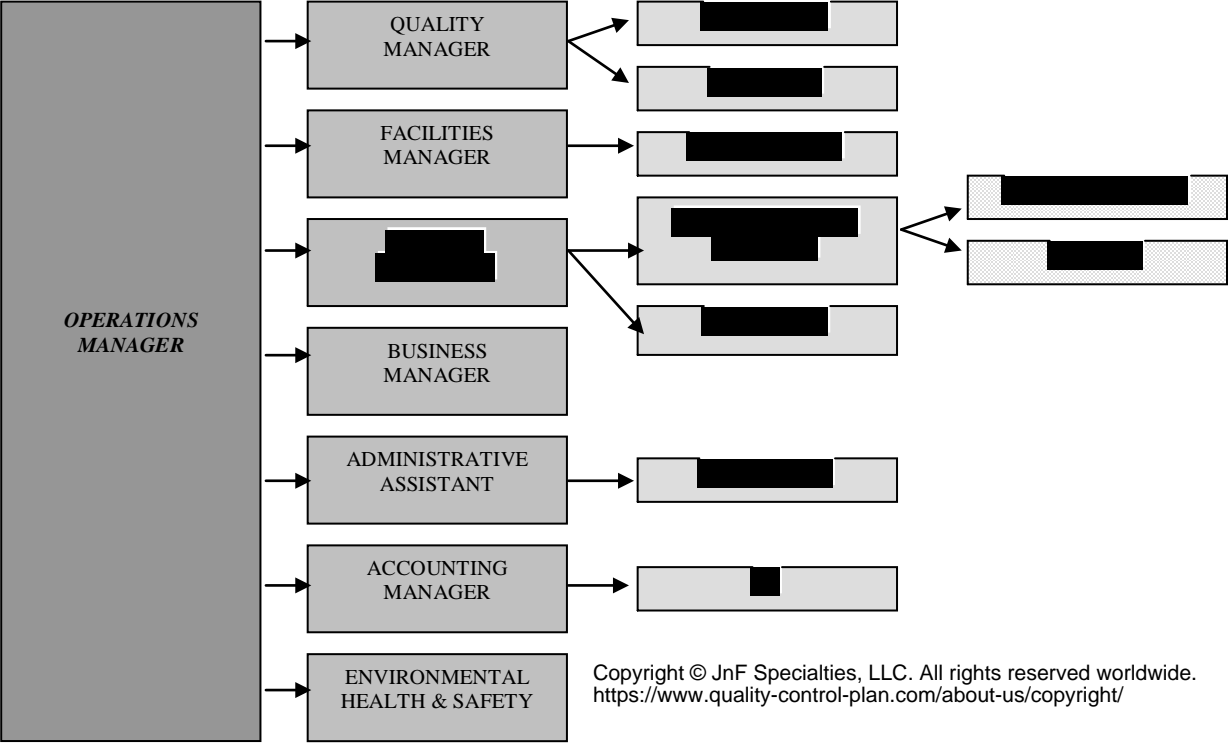 OPERATIONS
MANAGER
QUALITY
MANAGER
FACILITIES
MANAGER
BUSINESS
MANAGER
ADMINISTRATIVE
ASSISTANT
ACCOUNTING
MANAGER
ENVIRONMENTAL
HEALTH & SAFETY
Copyright © JnF Specialties, LLC. All rights reserved worldwide.
https://www.quality-control-plan.com/about-us/copyright/